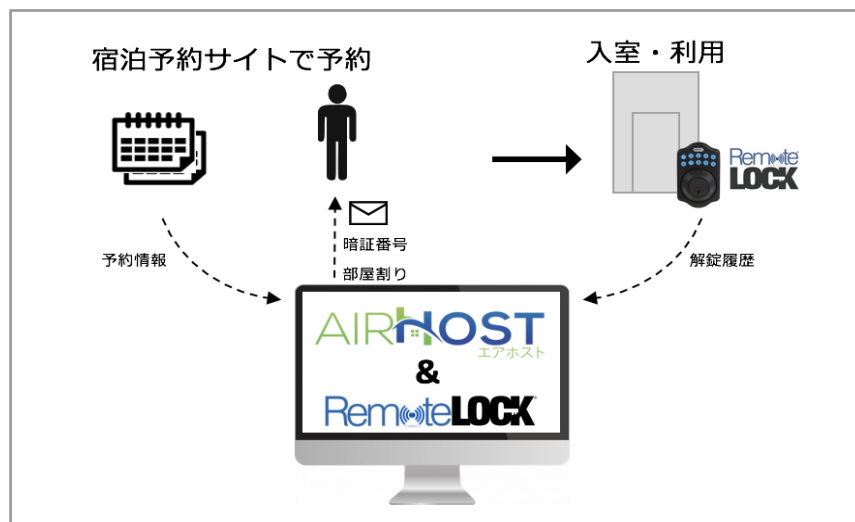 宿泊予約サイトで予約
入室・利用
Remote
LOCK
暗証番号
部屋割り
予約情報
解錠履歴
AIRHOST
エアホスト
&
RemoteLOCK